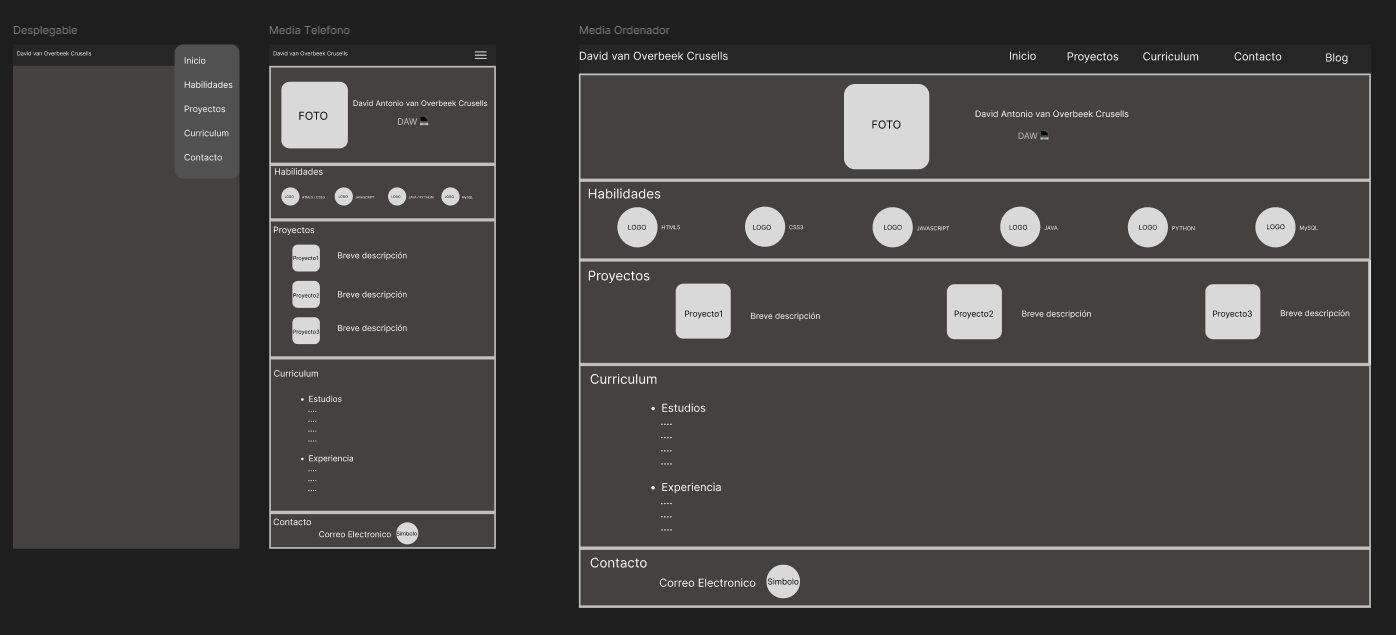 Desplegable
David van Overbeek Crusells
Inicio
Habilidades
Proyectos
Curriculum
Contacto
Media Telefono
David van Overbeek Crusells
FOTO
David Antonio van Overbeek Crusells
DAW
Habilidades
LOGO HTML5 / CSS3 LOGO JAVASCRIPT LOGO JAVA / PYTHON LOGO MySQL
Proyectos
Proyecto1 Breve descripción
Proyecto2 Breve descripción
Proyecto3 Breve descripción
Curriculum
• Estudios
....
....
....
....
• Experiencia
....
....
....
Contacto
Correo Electronico Simbolo
Media Ordenador
David van Overbeek Crusells Inicio Proyectos Curriculum Contacto Blog
FOTO
David Antonio van Overbeek Crusells
DAW
Habilidades
LOGO HTML5 LOGO CSS3 LOGO JAVASCRIPT LOGO JAVA LOGO PYTHON LOGO MySQL
Proyectos
Proyecto1 Breve descripción Proyecto2 Breve descripción Proyecto3 Breve descripción
Curriculum
• Estudios
....
....
....
....
• Experiencia
....
....
....
Contacto
Correo Electronico Simbolo